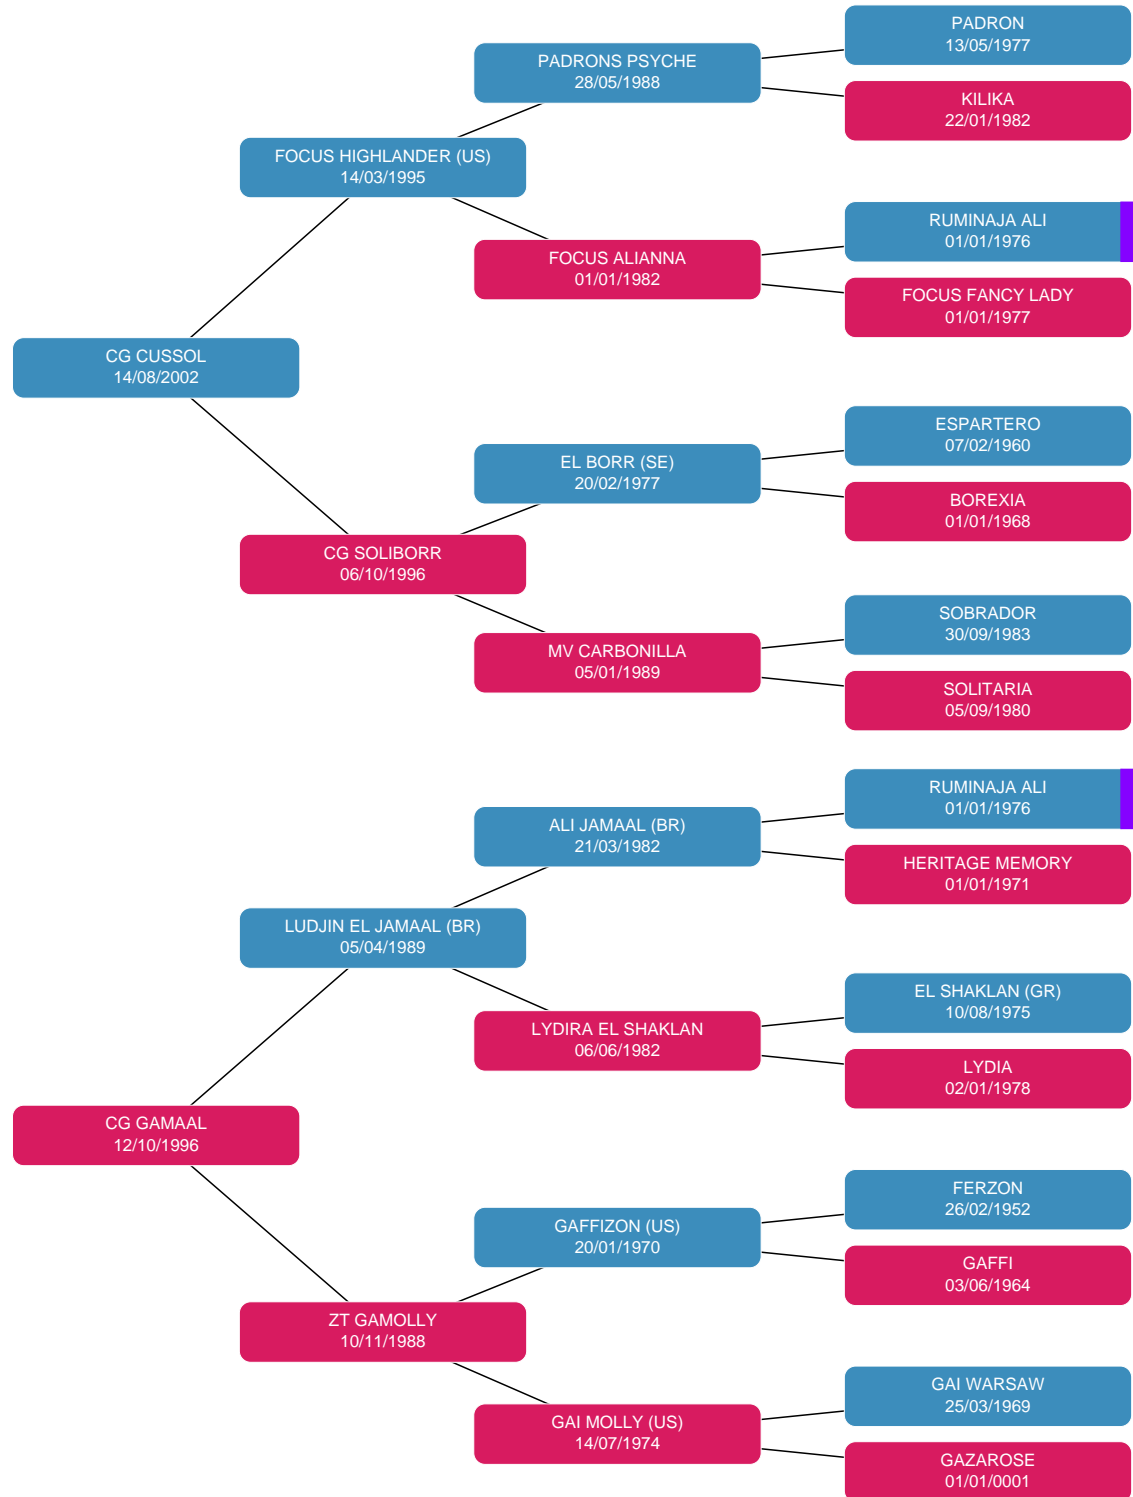 PADRON
13/05/1977
PADRONS PSYCHE
28/05/1988
KILIKA
22/01/1982
FOCUS HIGHLANDER (US)
14/03/1995
RUMINAJA ALI
01/01/1976
FOCUS ALIANNA
01/01/1982
FOCUS FANCY LADY
01/01/1977
CG CUSSOL
14/08/2002
ESPARTERO
07/02/1960
EL BORR (SE)
20/02/1977
BOREXIA
01/01/1968
CG SOLIBORR
06/10/1996
SOBRADOR
30/09/1983
MV CARBONILLA
05/01/1989
SOLITARIA
05/09/1980
RUMINAJA ALI
01/01/1976
ALI JAMAAL (BR)
21/03/1982
HERITAGE MEMORY
01/01/1971
LUDJIN EL JAMAAL (BR)
05/04/1989
EL SHAKLAN (GR)
10/08/1975
LYDIRA EL SHAKLAN
06/06/1982
LYDIA
02/01/1978
CG GAMAAL
12/10/1996
FERZON
26/02/1952
GAFFIZON (US)
20/01/1970
GAFFI
03/06/1964
ZT GAMOLLY
10/11/1988
GAI WARSAW
25/03/1969
GAI MOLLY (US)
14/07/1974
GAZAROSE
01/01/0001